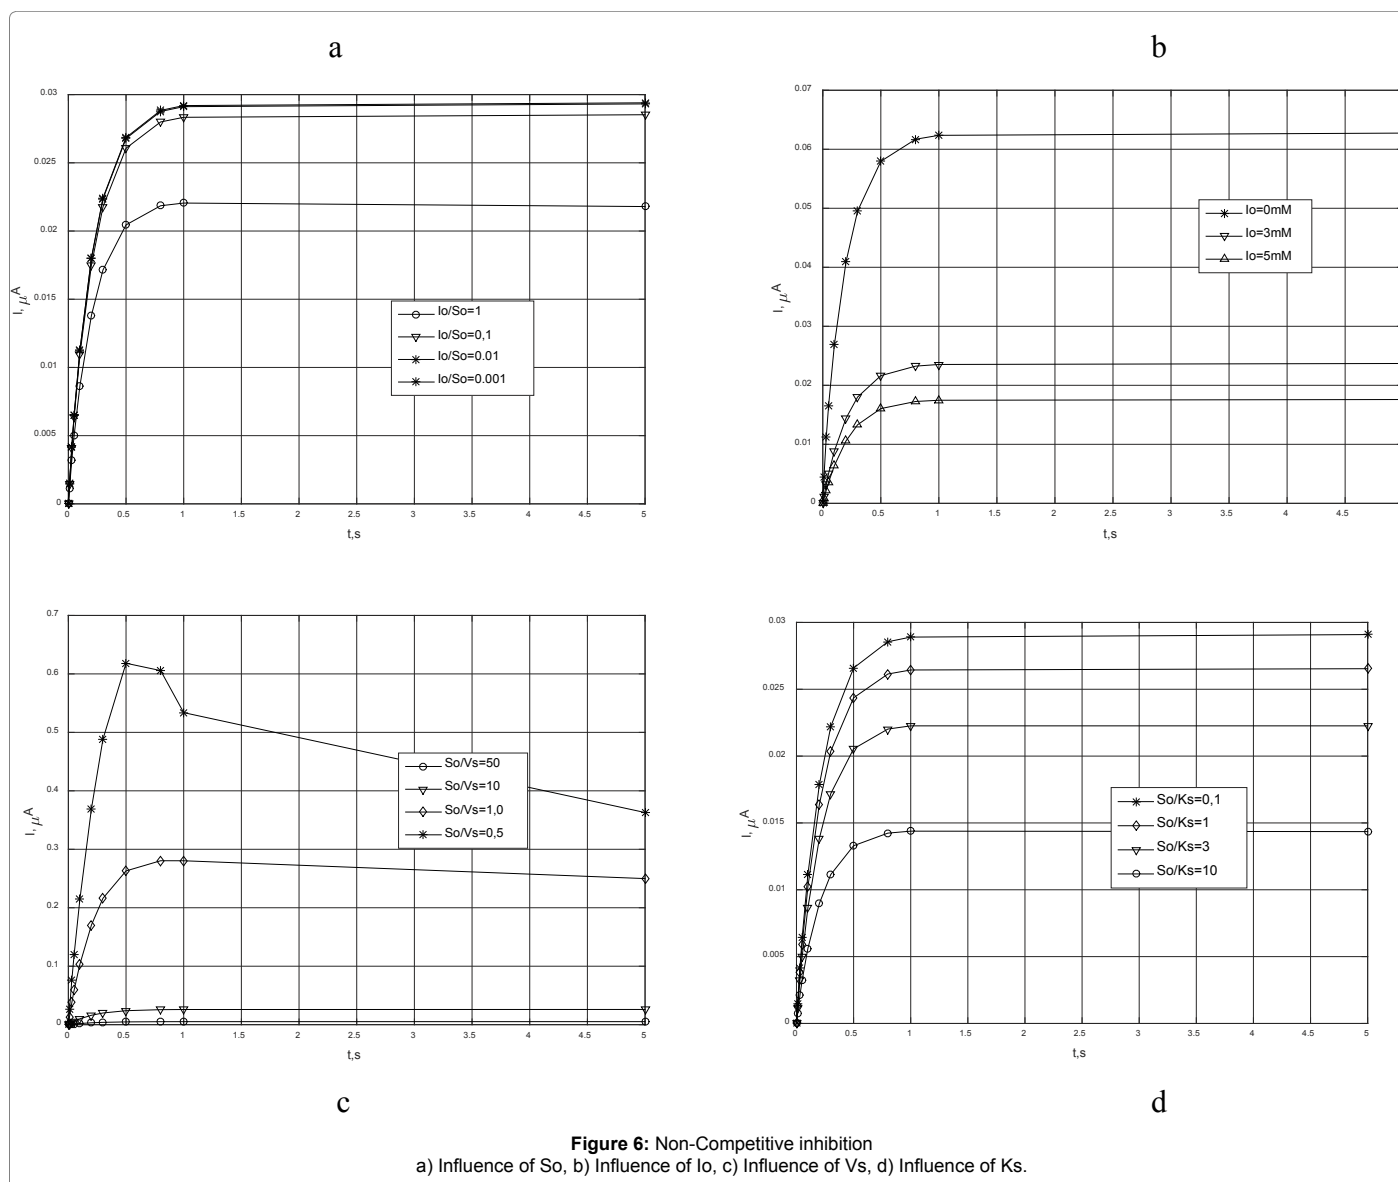 a
0.03
0.025
0.02
0.015
0.01
0.005
0
I, μA
Io/So=1
Io/So=0,1
Io/So=0.01
Io/So=0.001
0 0.5 1 1.5 2 2.5 3 3.5 4 4.5 5
t,s
b
0.07
0.06
0.05
0.04
0.03
0.02
0.01
0
I, μA
Io=0mM
Io=3mM
Io=5mM
0 0.5 1 1.5 2 2.5 3 3.5 4 4.5
t,s
0.7
0.6
0.5
0.4
0.3
0.2
0.1
0
I, μA
So/Vs=50
So/Vs=10
So/Vs=1,0
So/Vs=0,5
0 0.5 1 1.5 2 2.5 3 3.5 4 4.5 5
t,s
c
0.03
0.025
0.02
0.015
0.01
0.005
0
I, μA
So/Ks=0,1
So/Ks=1
So/Ks=3
So/Ks=10
0 0.5 1 1.5 2 2.5 3 3.5 4 4.5 5
t,s
d
Figure 6: Non-Competitive inhibition
a) Influence of So, b) Influence of Io, c) Influence of Vs, d) Influence of Ks.